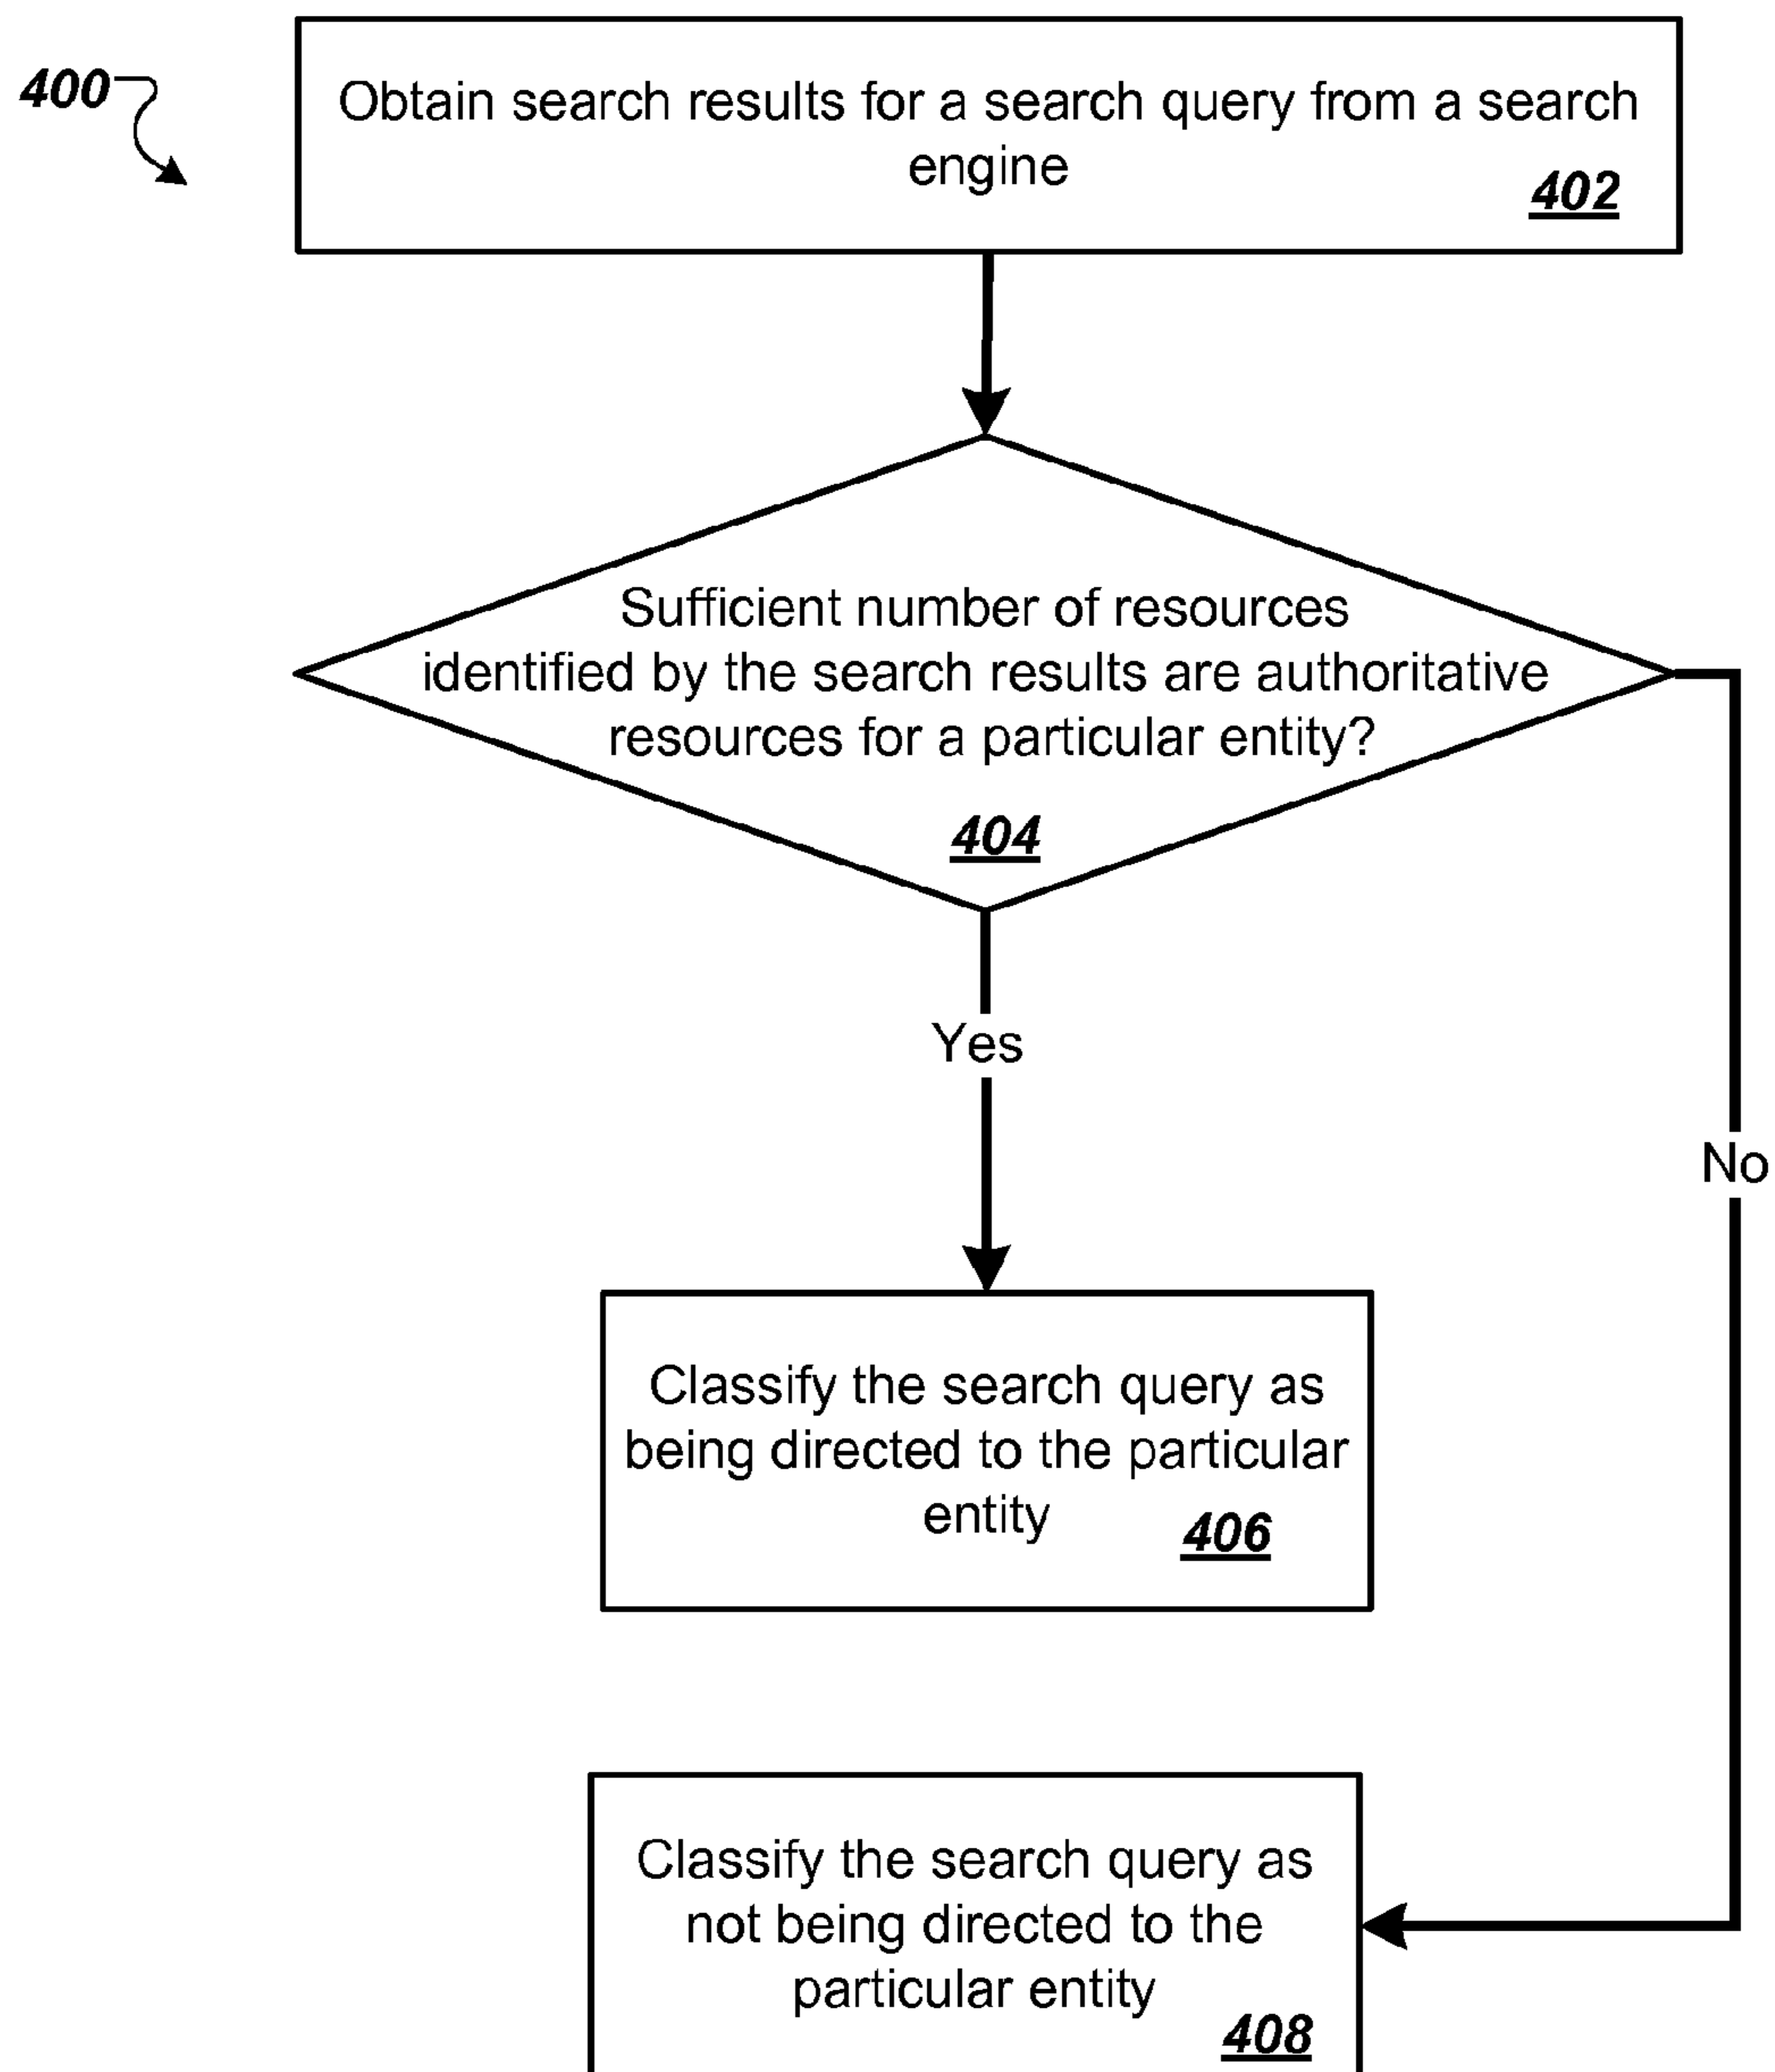 400
Obtain search results for a search query from a search
engine
402
Sufficient number of resources
identified by the search results are authoritative
resources for a particular entity?
404
Yes
No
Classify the search query as
being directed to the particular
entity
406
Classify the search query as
not being directed to the
particular entity
408